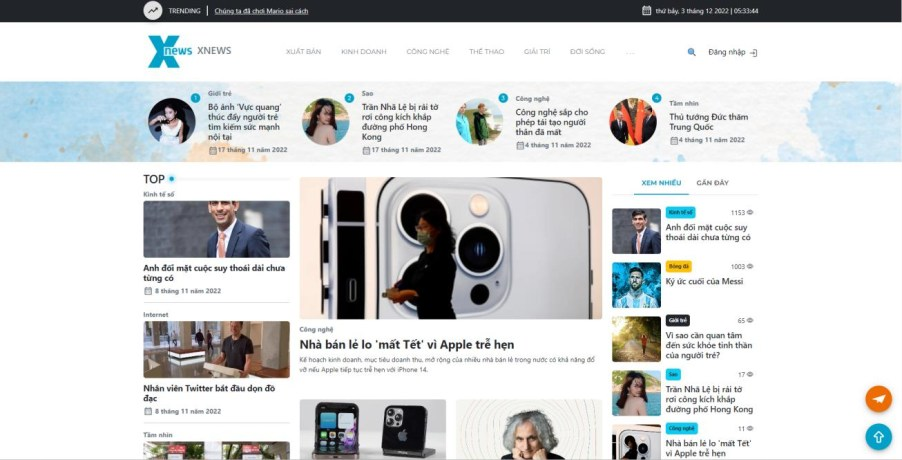 TRENDING
Chúng ta đã chơi Mario sai cách
thứ bảy, 3 tháng 12 2022 | 05:33:44
Xnews XNEWS
XUẤT BẢN
KINH DOANH
CÔNG NGHỆ
THỂ THAO
GIẢI TRÍ
ĐỜI SỐNG
Đăng nhập
1
Giới trẻ
Bộ ảnh 'Vực quang'
thúc đẩy người trẻ
tìm kiếm sức mạnh
nội tại
17 tháng 11 năm 2022
2
Sao
Trần Nhã Lệ bị rải tờ
rơi công kích khắp
đường phố Hong
Kong
17 tháng 11 năm 2022
3
Công nghệ
Công nghệ sắp cho
phép tái tạo người
thân đã mất
4 tháng 11 năm 2022
4
Tầm nhìn
Thủ tướng Đức thăm
Trung Quốc
4 tháng 11 năm 2022
TOP
Kinh tế số
Anh đối mặt cuộc suy thoái dài chưa
từng có
8 tháng 11 năm 2022
Internet
Nhân viên Twitter bắt đầu dọn đồ
đạc
8 tháng 11 năm 2022
Tầm nhìn
Công nghệ
Nhà bán lẻ lo 'mất Tết' vì Apple trễ hẹn
Kế hoạch kinh doanh, mục tiêu doanh thu, mở rộng của nhiều nhà bán lẻ trong nước có khả năng đổ
vỡ nếu Apple tiếp tục trễ hẹn với iPhone 14.
XEM NHIỀU
GẦN ĐÂY
Kinh tế số
1153
Anh đối mặt cuộc suy
thoái dài chưa từng có
Bóng đá
1003
Ký ức cuối của Messi
Giới trẻ
65
Vì sao cần quan tâm
đến sức khỏe tinh thần
của người trẻ?
Sao
17
Trần Nhã Lệ bị rải tờ
rơi công kích khắp
đường phố Hong Kong
Công nghệ
11
Nhà bán lẻ lo 'mất Tết'
vì Apple trễ hẹn